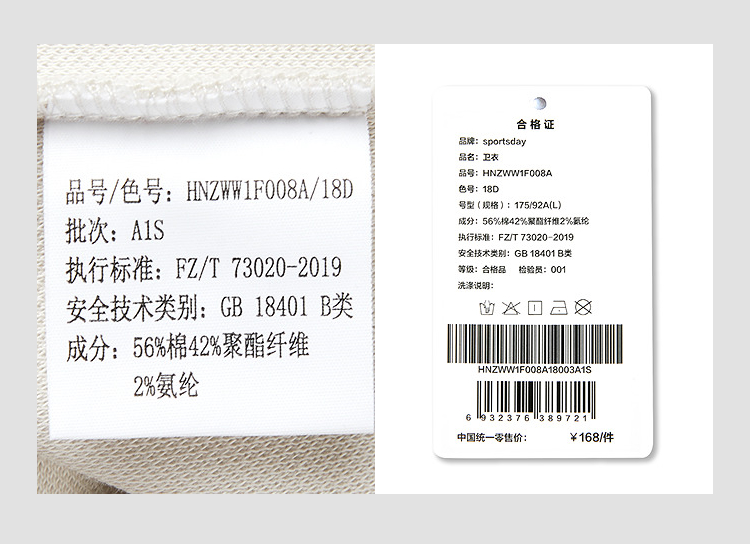 品号/色号：HNZWW1F008A/18D
批次：A1S
执行标准：FZ/T 73020-2019
安全技术类别：GB 18401 B类
成分：56%棉42%聚酯纤维
2%氨纶
合格证
品牌：sportsday
品名：卫衣
品号：HNZWW1F008A
色号：18D
号型（规格）：175/92A(L)
成分：56%棉42%聚酯纤维2%氨纶
执行标准：FZ/T 73020-2019
安全技术类别：GB 18401 B类
等级：合格品 检验员：001
洗涤说明：
HNZWW1F008A18003A1S
6 932376 389721
中国统一零售价： ￥168/件